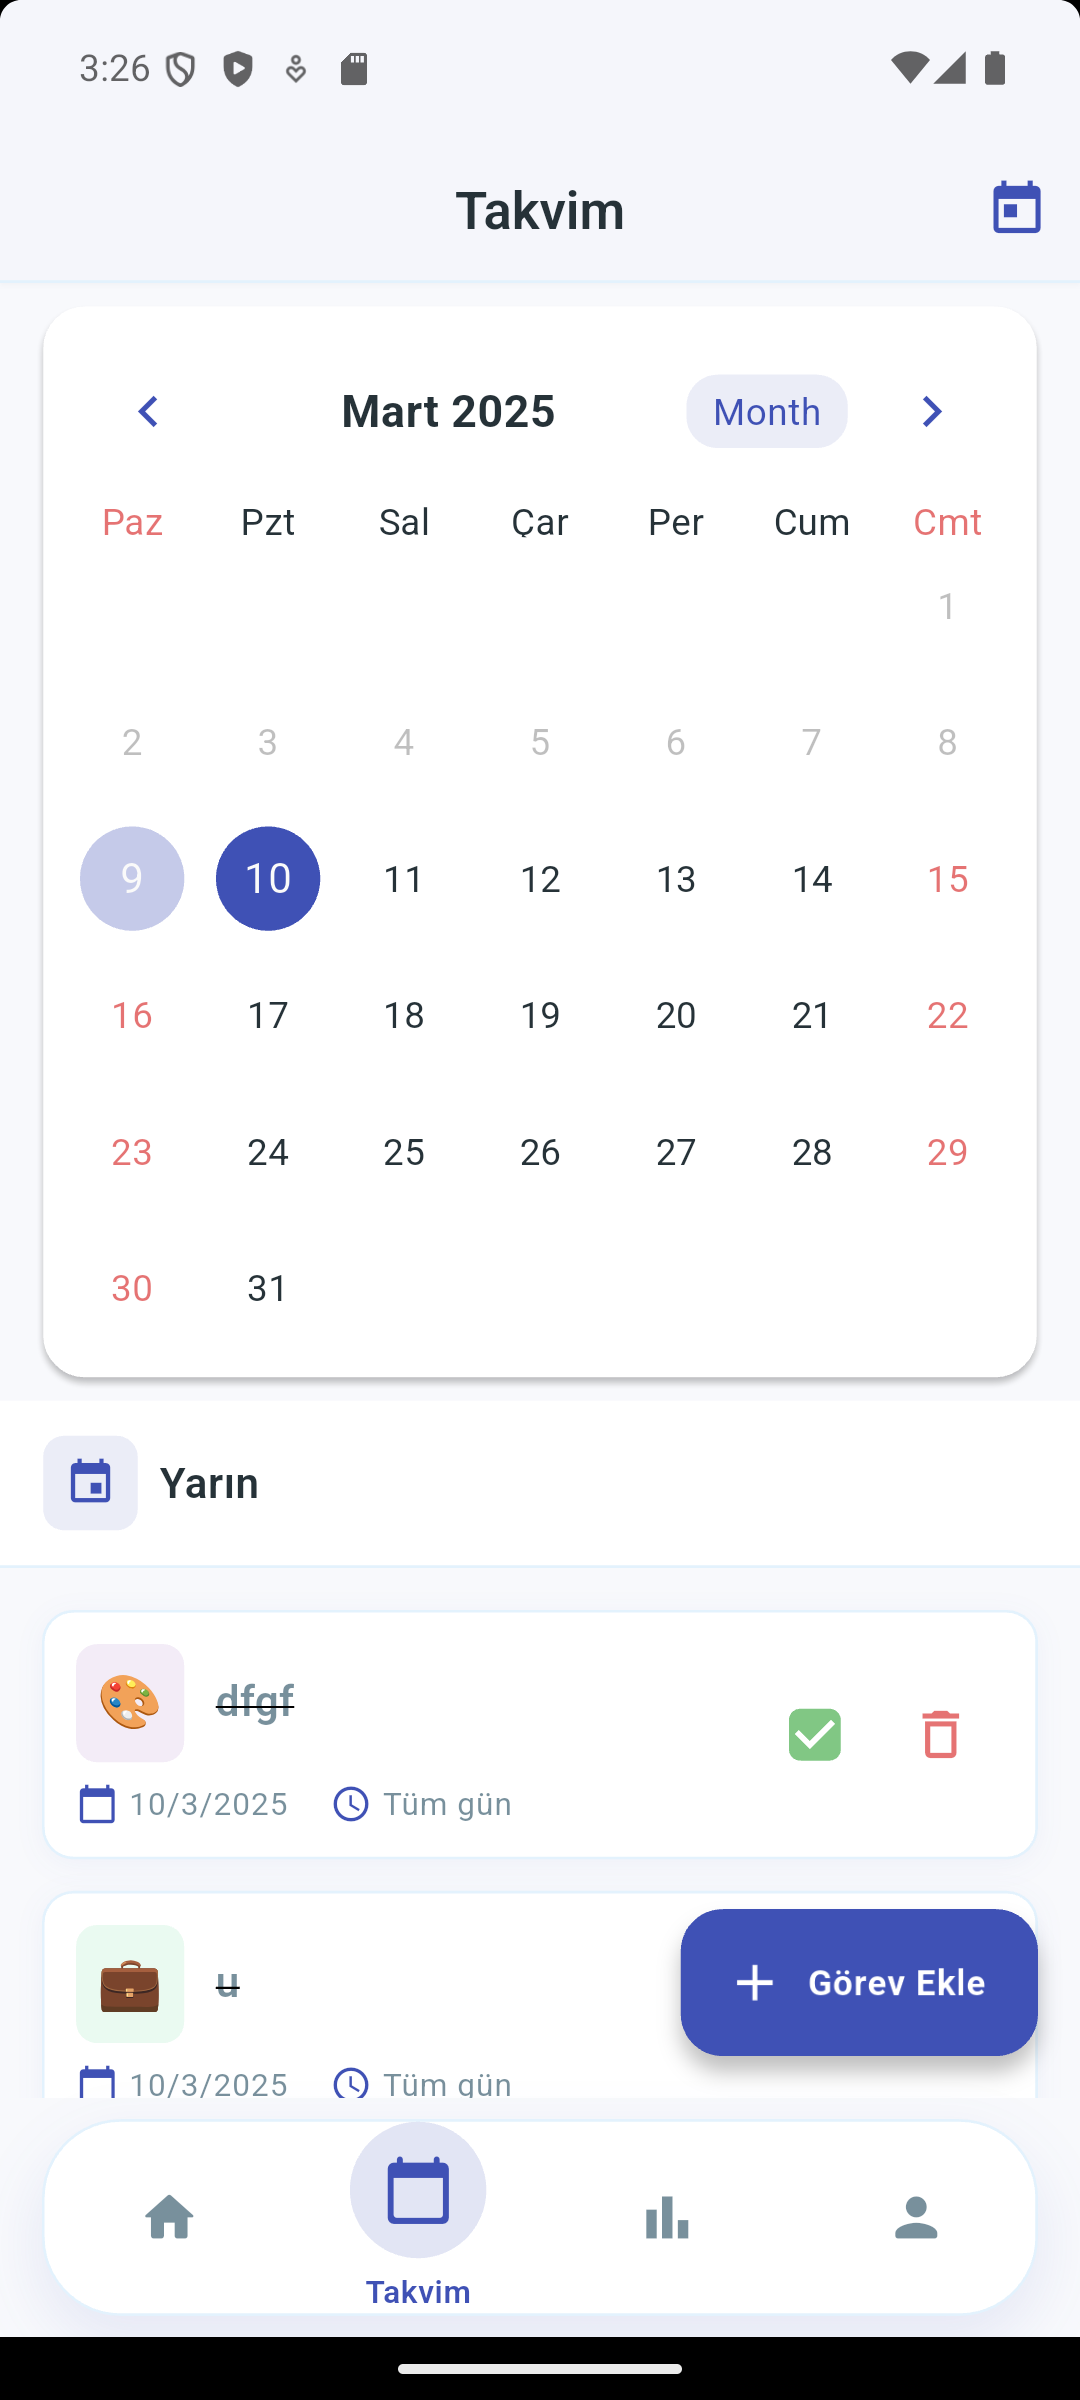 3:26
Takvim
Mart 2025 Month
Paz Pzt Sal Çar Per Cum Cmt
1
2 3 4 5 6 7 8
9 10 11 12 13 14 15
16 17 18 19 20 21 22
23 24 25 26 27 28 29
30 31
Yarın
dfgf
10/3/2025 Tüm gün
u
Görev Ekle
10/3/2025 Tüm gün
Takvim